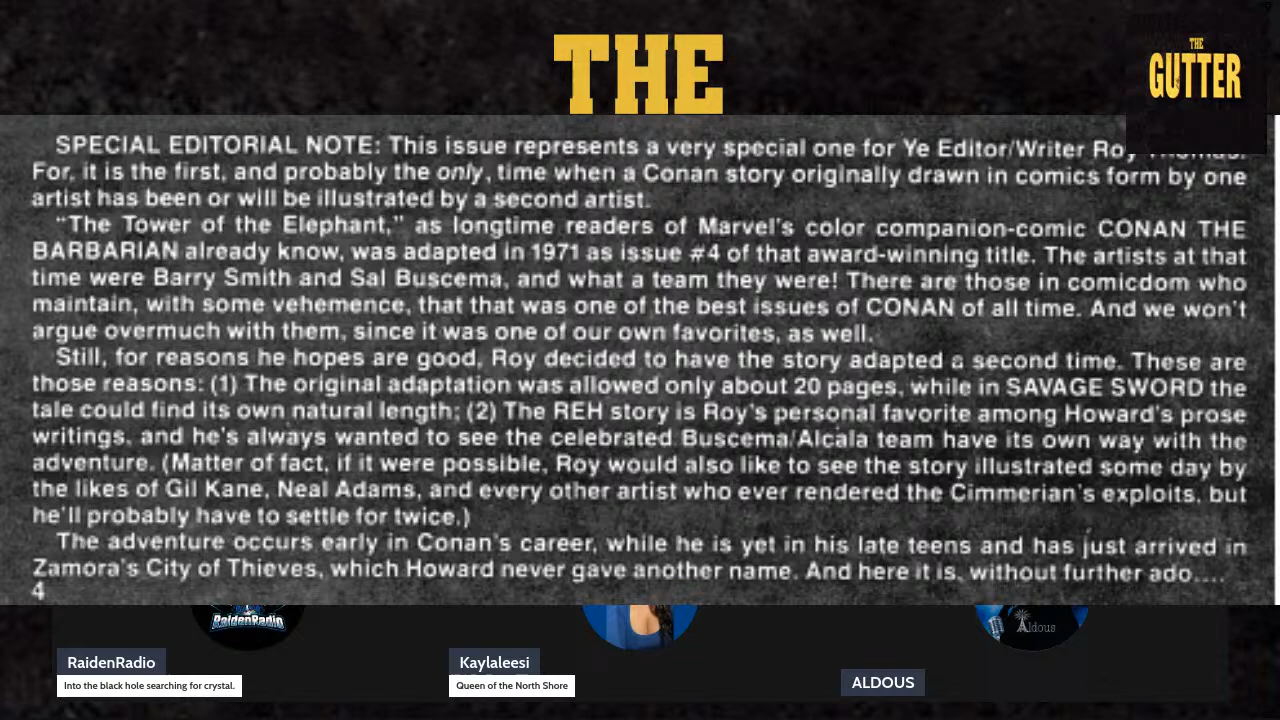 THE
THE
GUTTER
SPECIAL EDITORIAL NOTE: This issue represents a very special one for Ye Editor/Writer Roy Thomas.
For, it is the first, and probably the only, time when a Conan story originally drawn in comics form by one
artist has been or will be illustrated by a second artist.
"The Tower of the Elephant," as longtime readers of Marvel's color companion-comic CONAN THE
BARBARIAN already know, was adapted in 1971 as issue #4 of that award-winning title. The artists at that
time were Barry Smith and Sal Buscema, and what a team they were! There are those in comicdom who
maintain, with some vehemence, that that was one of the best issues of CONAN of all time. And we won't
argue overmuch with them, since it was one of our own favorites, as well.
Still, for reasons he hopes are good, Roy decided to have the story adapted a second time. These are
those reasons: (1) The original adaptation was allowed only about 20 pages, while in SAVAGE SWORD the
tale could find its own natural length; (2) The REH story is Roy's personal favorite among Howard's prose
writings, and he's always wanted to see the celebrated Buscema/Alcala team have its own way with the
adventure. (Matter of fact, if it were possible, Roy would also like to see the story illustrated some day by
the likes of Gil Kane, Neal Adams, and every other artist who ever rendered the Cimmerian's exploits, but
he'll probably have to settle for twice.)
The adventure occurs early in Conan's career, while he is yet in his late teens and has just arrived in
Zamora's City of Thieves, which Howard never gave another name. And here it is, without further ado....
4
RaidenRadio
Aldous
RaidenRadio
Into the black hole searching for crystal.
Kaylaleesi
Queen of the North Shore
ALDOUS